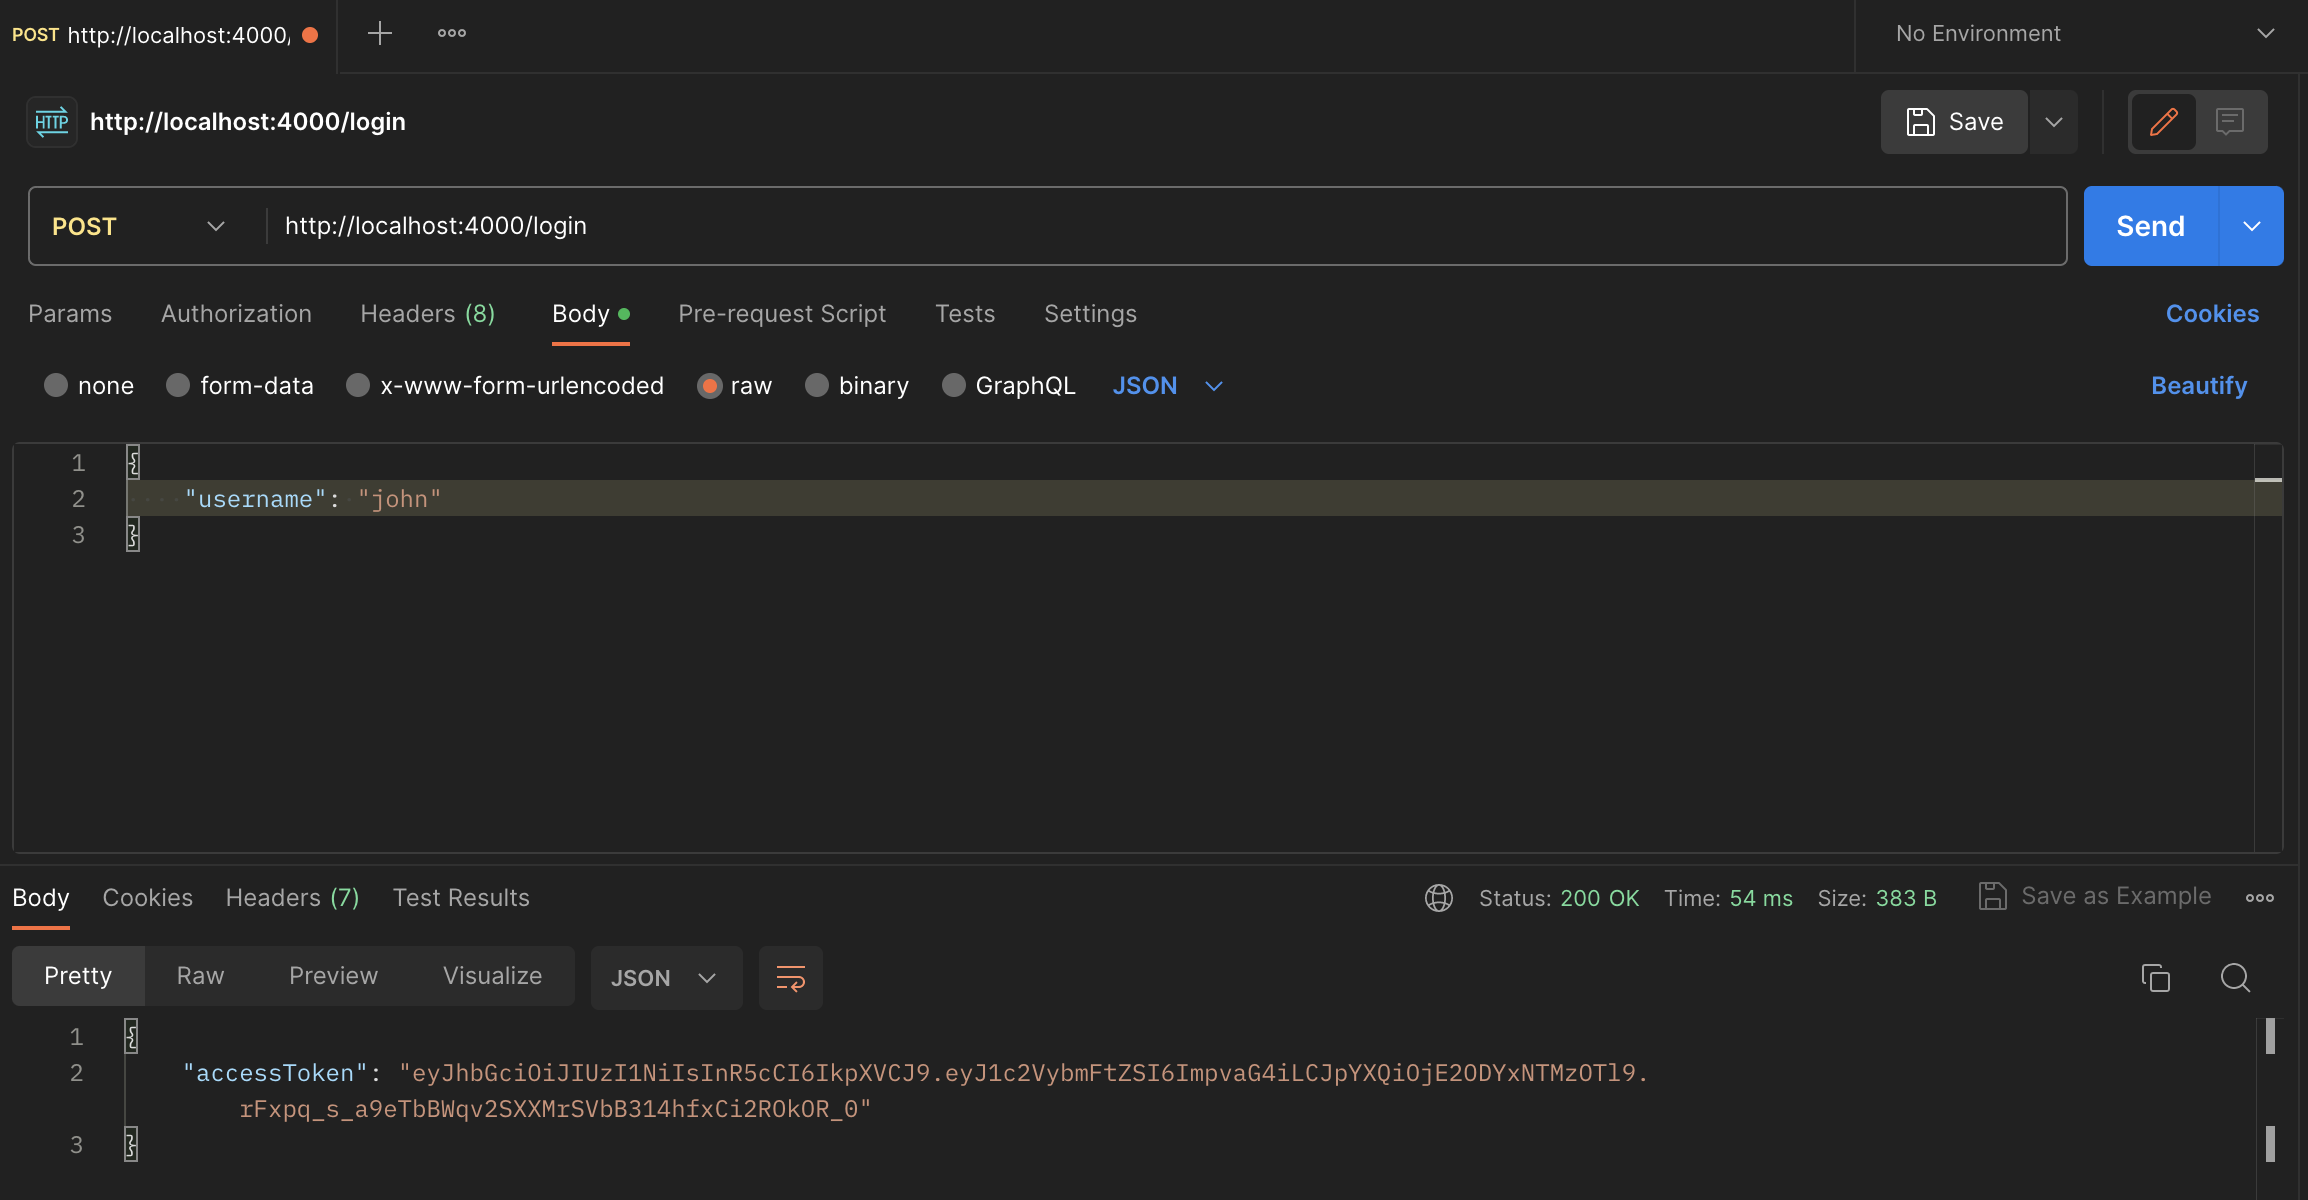 POST http://localhost:4000/
No Environment
HTTP http://localhost:4000/login
Save
POST http://localhost:4000/login
Send
Params Authorization Headers (8) Body Pre-request Script Tests Settings Cookies
none form-data x-www-form-urlencoded raw binary GraphQL JSON Beautify
1 {
2 "username": "john"
3 }
Body Cookies Headers (7) Test Results Status: 200 OK Time: 54 ms Size: 383 B Save as Example
Pretty Raw Preview Visualize JSON
1 {
2 "accessToken": "eyJhbGciOiJIUzI1NiIsInR5cCI6IkpXVCJ9.eyJ1c2VybmFtZSI6ImpvaG4iLCJpYXQiOjE2ODYxNTMzOTl9.
rFxpq_s_a9eTbBWqv2SXXMrSVbB314hfxCi2ROkOR_0"
3 }